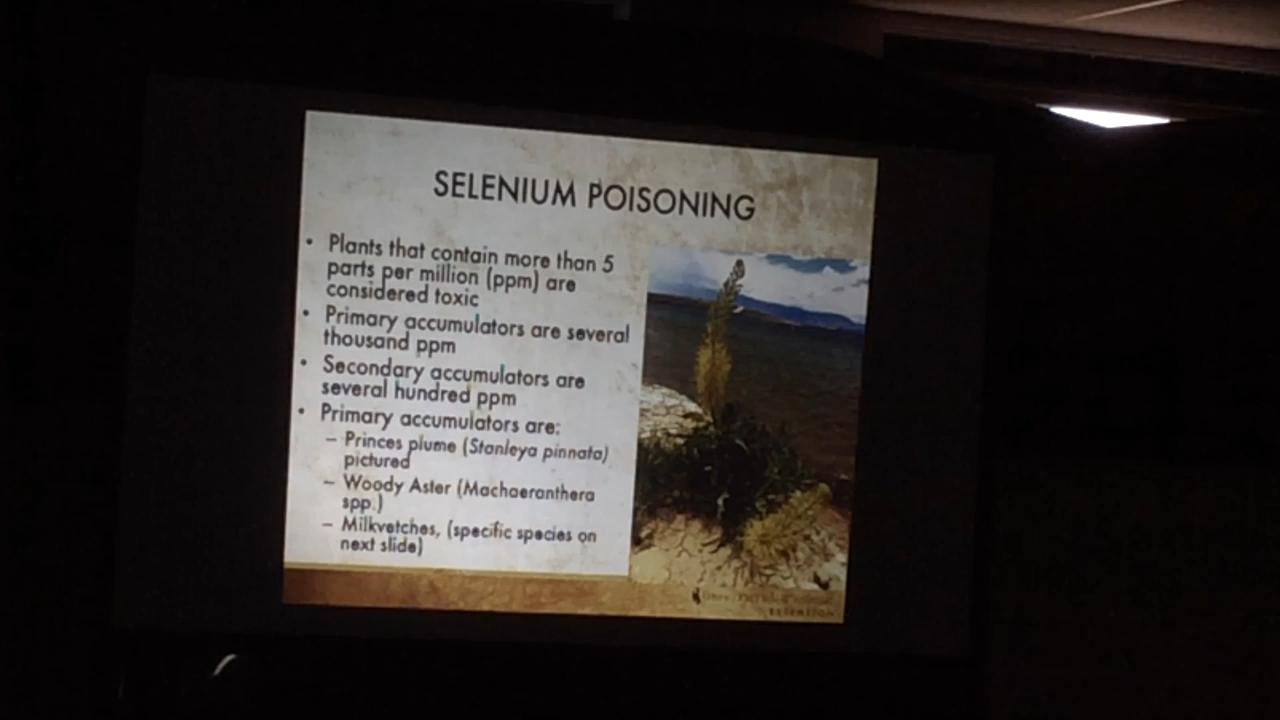 SELENIUM POISONING
• Plants that contain more than 5
parts per million (ppm) are
considered toxic
• Primary accumulators are several
thousand ppm
• Secondary accumulators are
several hundred ppm
• Primary accumulators are:
– Princes plume (Stanleya pinnata)
pictured
– Woody Aster (Machaeranthera
spp.)
– Milkvetches, (specific species on
next slide)
EXTENSION